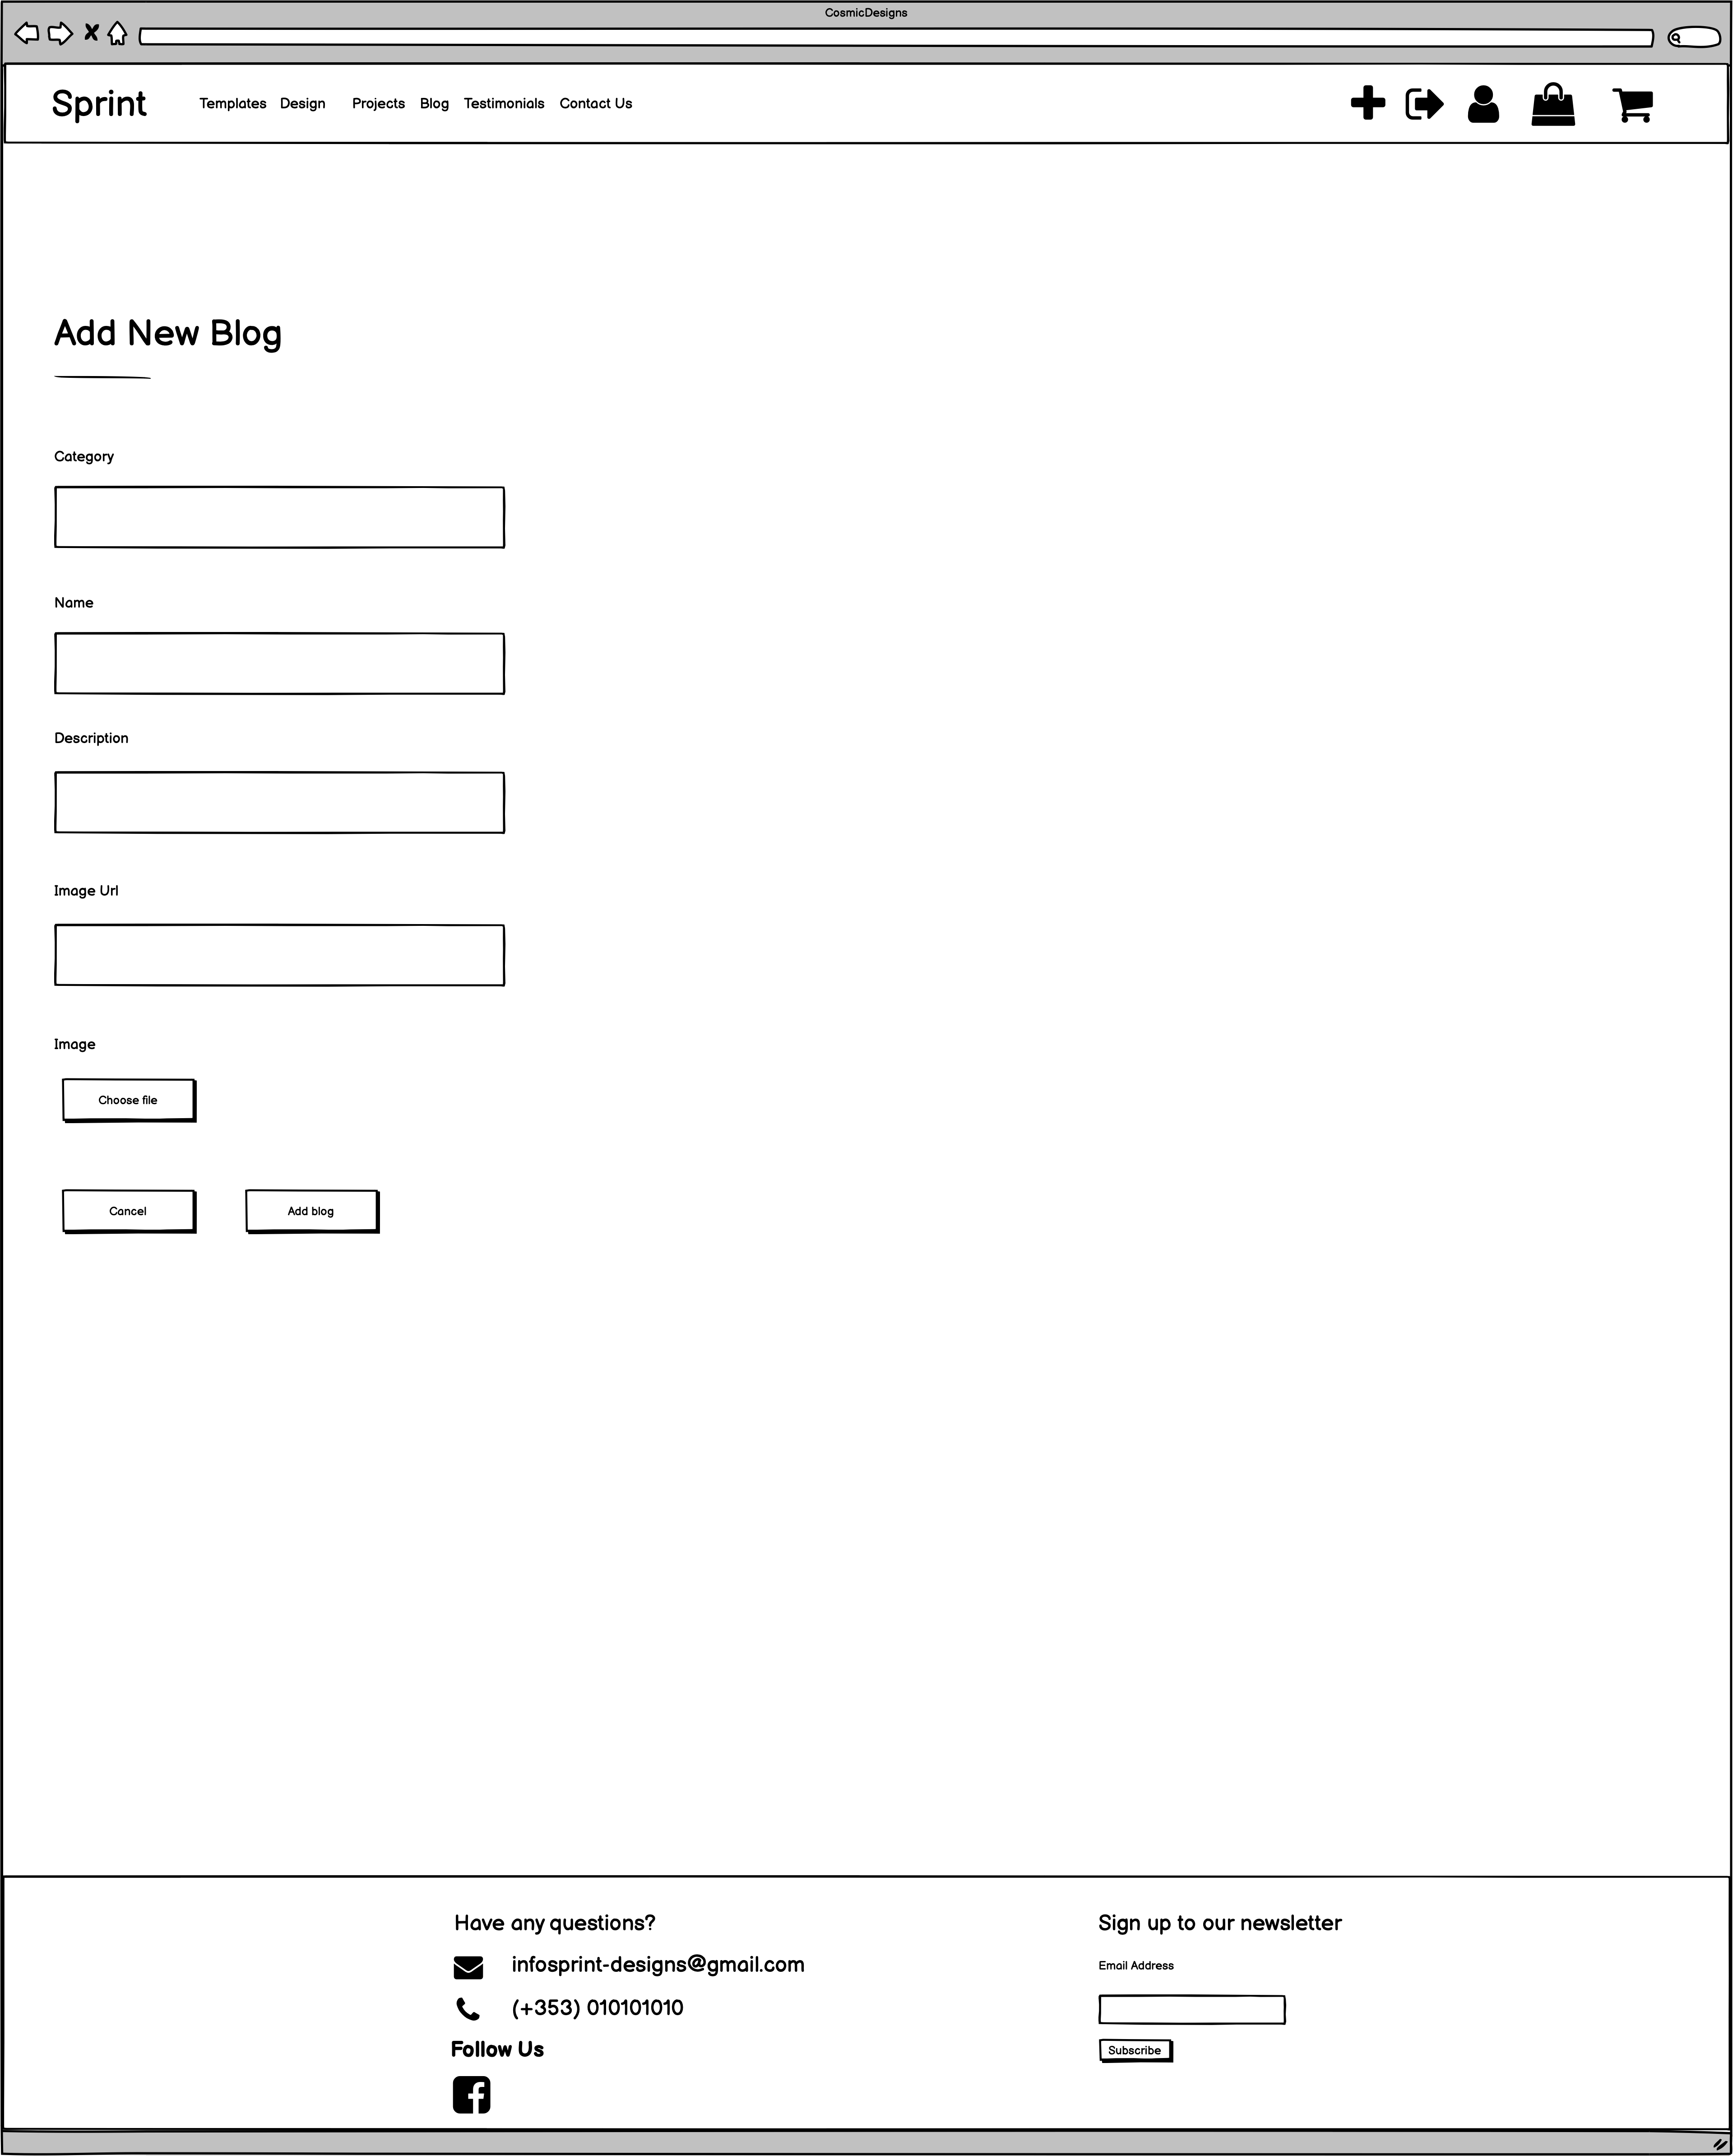 CosmicDesigns
Sprint Templates Design Projects Blog Testimonials Contact Us
Add New Blog
Category
Name
Description
Image Url
Image
Choose file
Cancel Add blog
Have any questions?
infosprint-designs@gmail.com
(+353) 010101010
Follow Us
Sign up to our newsletter
Email Address
Subscribe